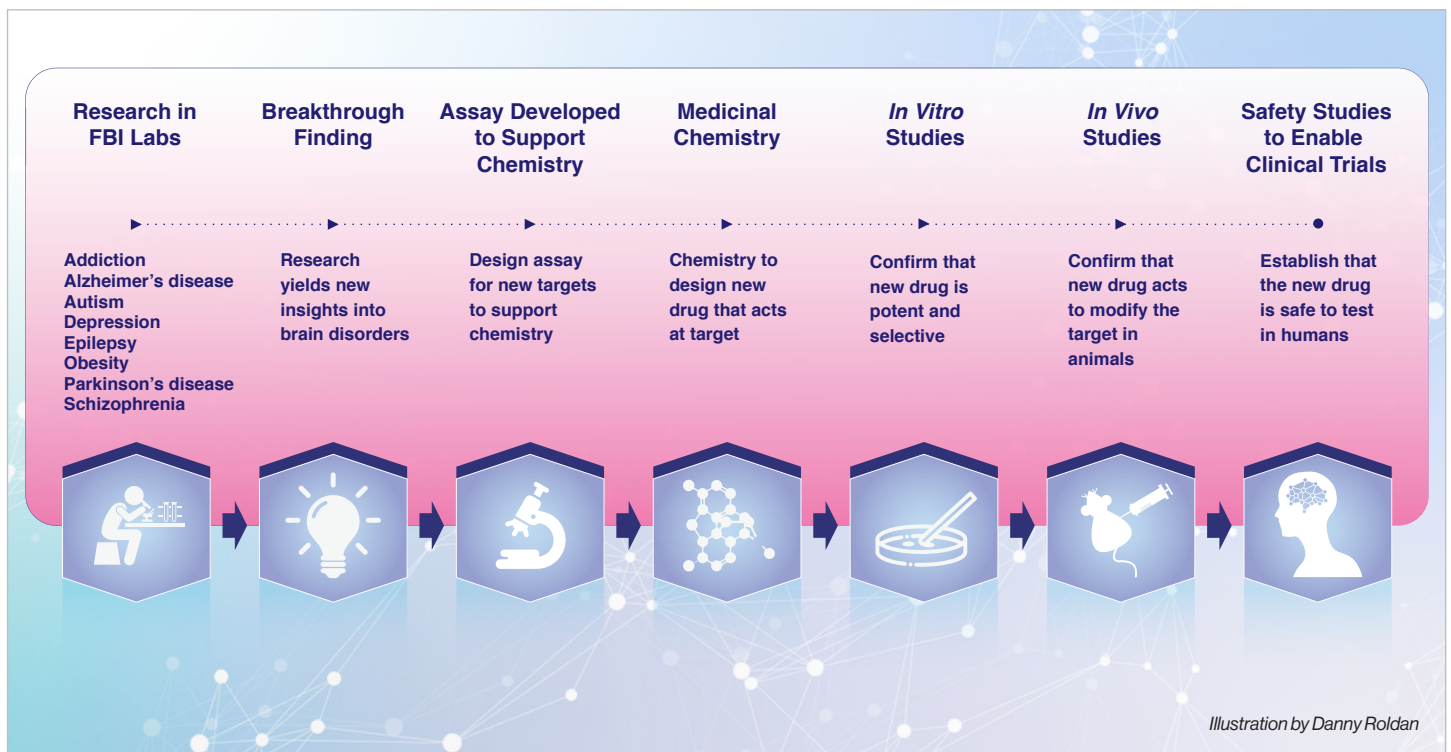 Research in
FBI Labs
Breakthrough
Finding
Assay Developed
to Support
Chemistry
Medicinal
Chemistry
In Vitro
Studies
In Vivo
Studies
Safety Studies
to Enable
Clinical Trials
Addiction
Alzheimer’s disease
Autism
Depression
Epilepsy
Obesity
Parkinson’s disease
Schizophrenia
Research
yields new
insights into
brain disorders
Design assay
for new targets
to support
chemistry
Chemistry to
design new
drug that acts
at target
Confirm that
new drug is
potent and
selective
Confirm that
new drug acts
to modify the
target in
animals
Establish that
the new drug
is safe to test
in humans
Illustration by Danny Roldan